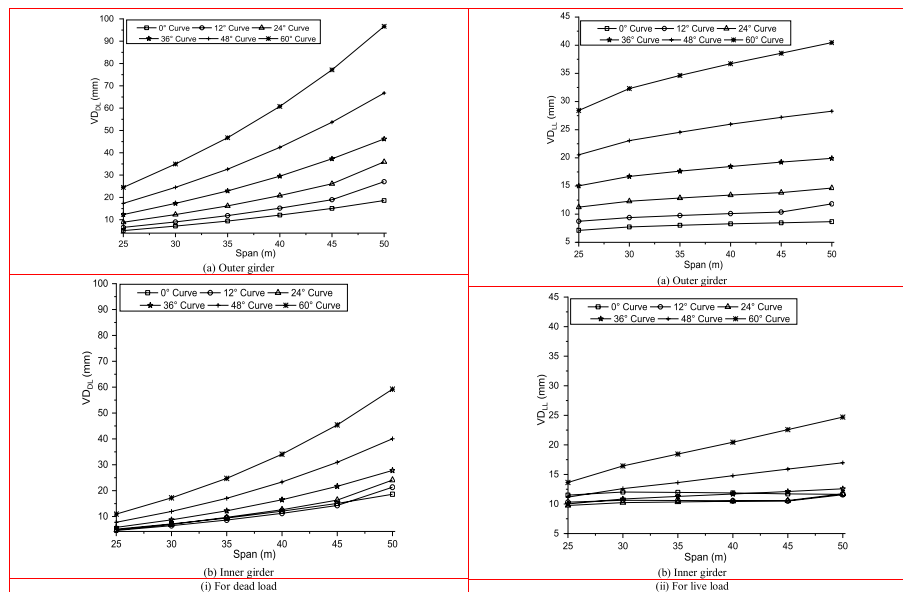 0° Curve 12° Curve 24° Curve
36° Curve 48° Curve 60° Curve
VD_DL (mm)
100
90
80
70
60
50
40
30
20
10
25 30 35 40 45 50
Span (m)
(a) Outer girder
0° Curve 12° Curve 24° Curve
36° Curve 48° Curve 60° Curve
VD_LL (mm)
45
40
35
30
25
20
15
10
5
25 30 35 40 45 50
Span (m)
(a) Outer girder
0° Curve 12° Curve 24° Curve
36° Curve 48° Curve 60° Curve
VD_DL (mm)
100
90
80
70
60
50
40
30
20
10
25 30 35 40 45 50
Span (m)
(b) Inner girder
(i) For dead load
0° Curve 12° Curve 24° Curve
36° Curve 48° Curve 60° Curve
VD_LL (mm)
45
40
35
30
25
20
15
10
5
25 30 35 40 45 50
Span (m)
(b) Inner girder
(ii) For live load